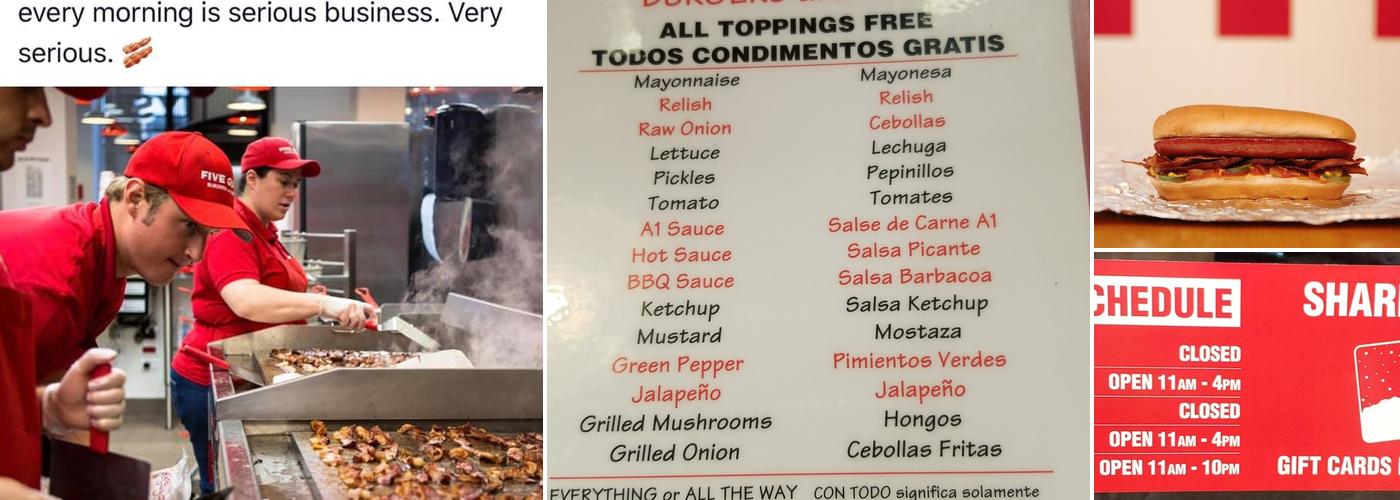 every morning is serious business. Very
serious. 🥓
FIVE
ALL TOPPINGS FREE
TODOS CONDIMENTOS GRATIS
Mayonnaise Mayonesa
Relish Relish
Raw Onion Cebollas
Lettuce Lechuga
Pickles Pepinillos
Tomato Tomates
A1 Sauce Salse de Carne A1
Hot Sauce Salsa Picante
BBQ Sauce Salsa Barbacoa
Ketchup Salsa Ketchup
Mustard Mostaza
Green Pepper Pimientos Verdes
Jalapeño Jalapeño
Grilled Mushrooms Hongos
Grilled Onion Cebollas Fritas
EVERYTHING or ALL THE WAY CON TODO significa solamente
CHEDULE
CLOSED
OPEN 11AM - 4PM
CLOSED
OPEN 11AM - 4PM
OPEN 11AM - 10PM
SHAR
GIFT CARDS